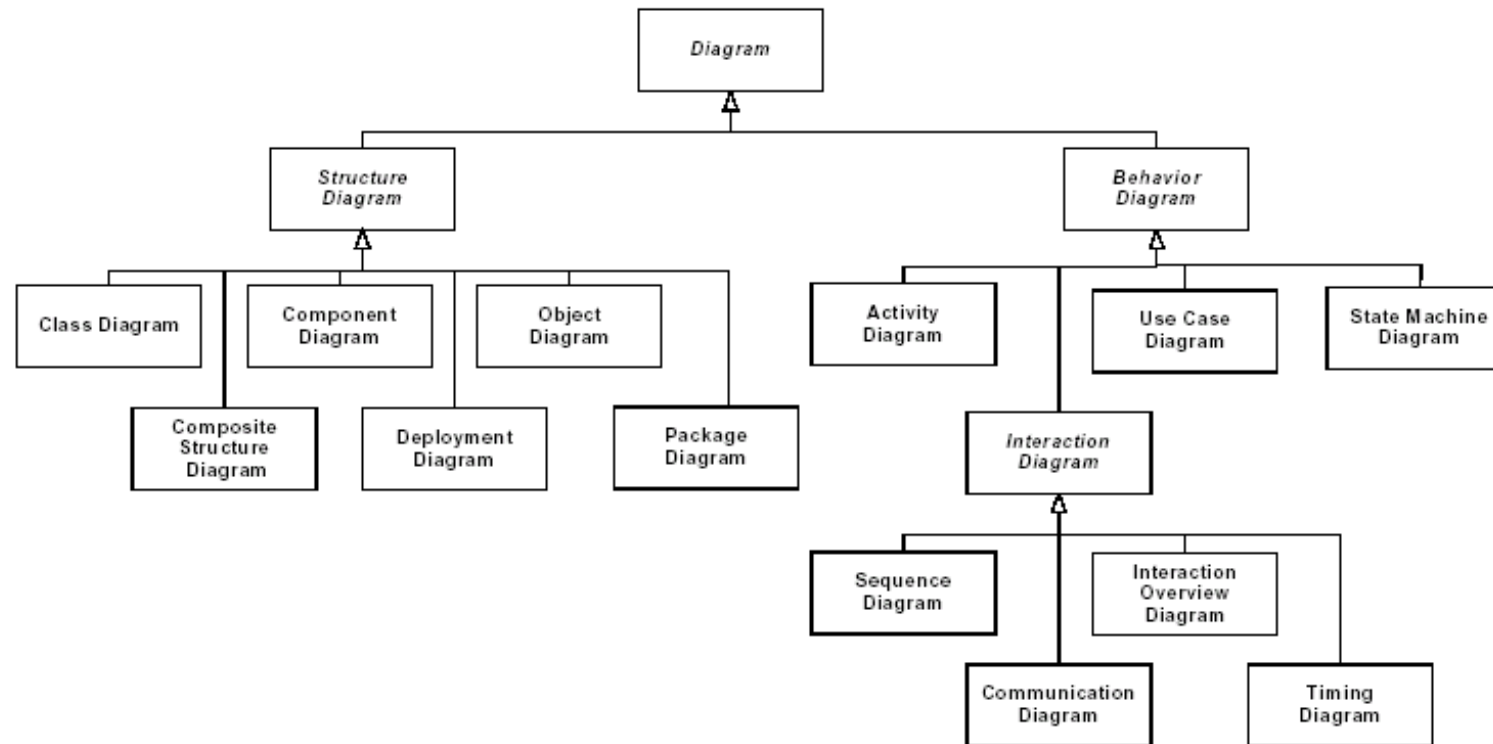 Diagram
Structure
Diagram
Behavior
Diagram
Class Diagram
Component
Diagram
Object
Diagram
Activity
Diagram
Use Case
Diagram
State Machine
Diagram
Composite
Structure
Diagram
Deployment
Diagram
Package
Diagram
Interaction
Diagram
Sequence
Diagram
Interaction
Overview
Diagram
Communication
Diagram
Timing
Diagram